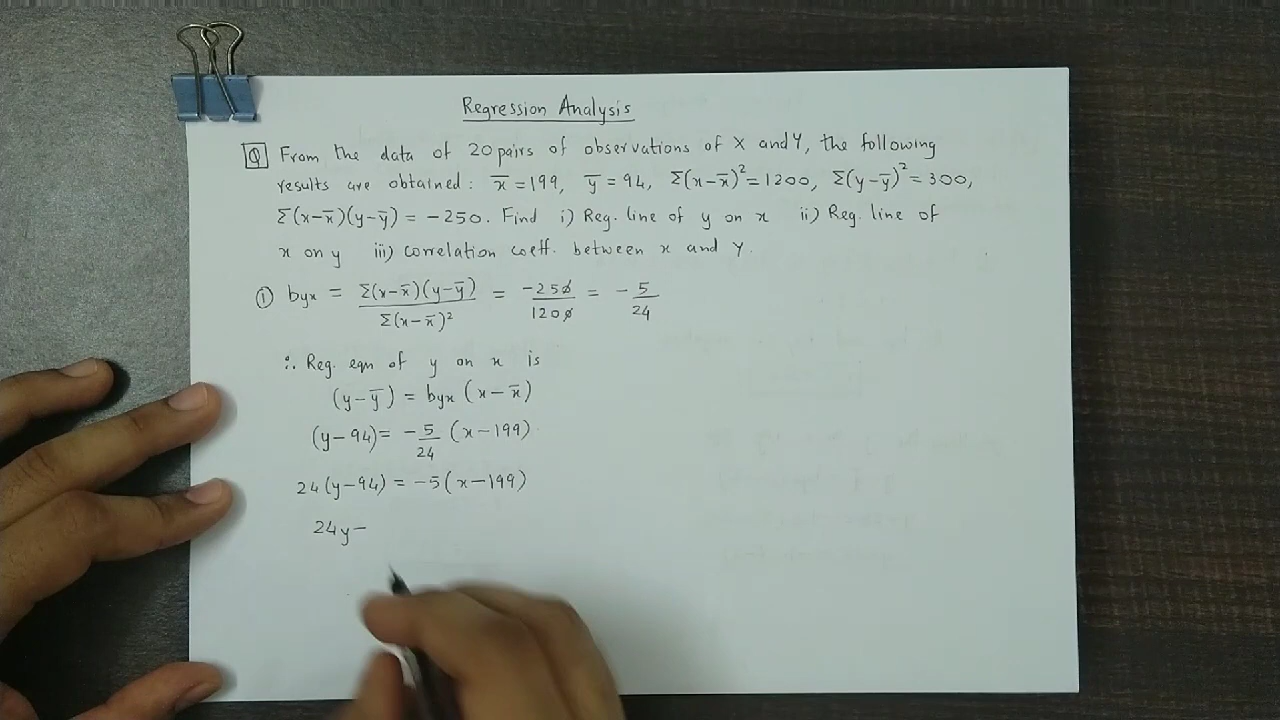 Regression Analysis
Q From the data of 20 pairs of observations of X and Y, the following
results are obtained: x̄ = 199, ȳ = 94, Σ(x-x̄)² = 1200, Σ(y-ȳ)² = 300,
Σ(x-x̄)(y-ȳ) = -250. Find i) Reg. line of y on x ii) Reg. line of
x on y iii) correlation coeff. between x and Y.
① byx = Σ(x-x̄)(y-ȳ) / Σ(x-x̄)² = -250/1200 = -5/24
∴ Reg. eqn of y on x is
(y-ȳ) = byx (x-x̄)
(y-94) = -5/24 (x-199)
24(y-94) = -5(x-199)
24y-